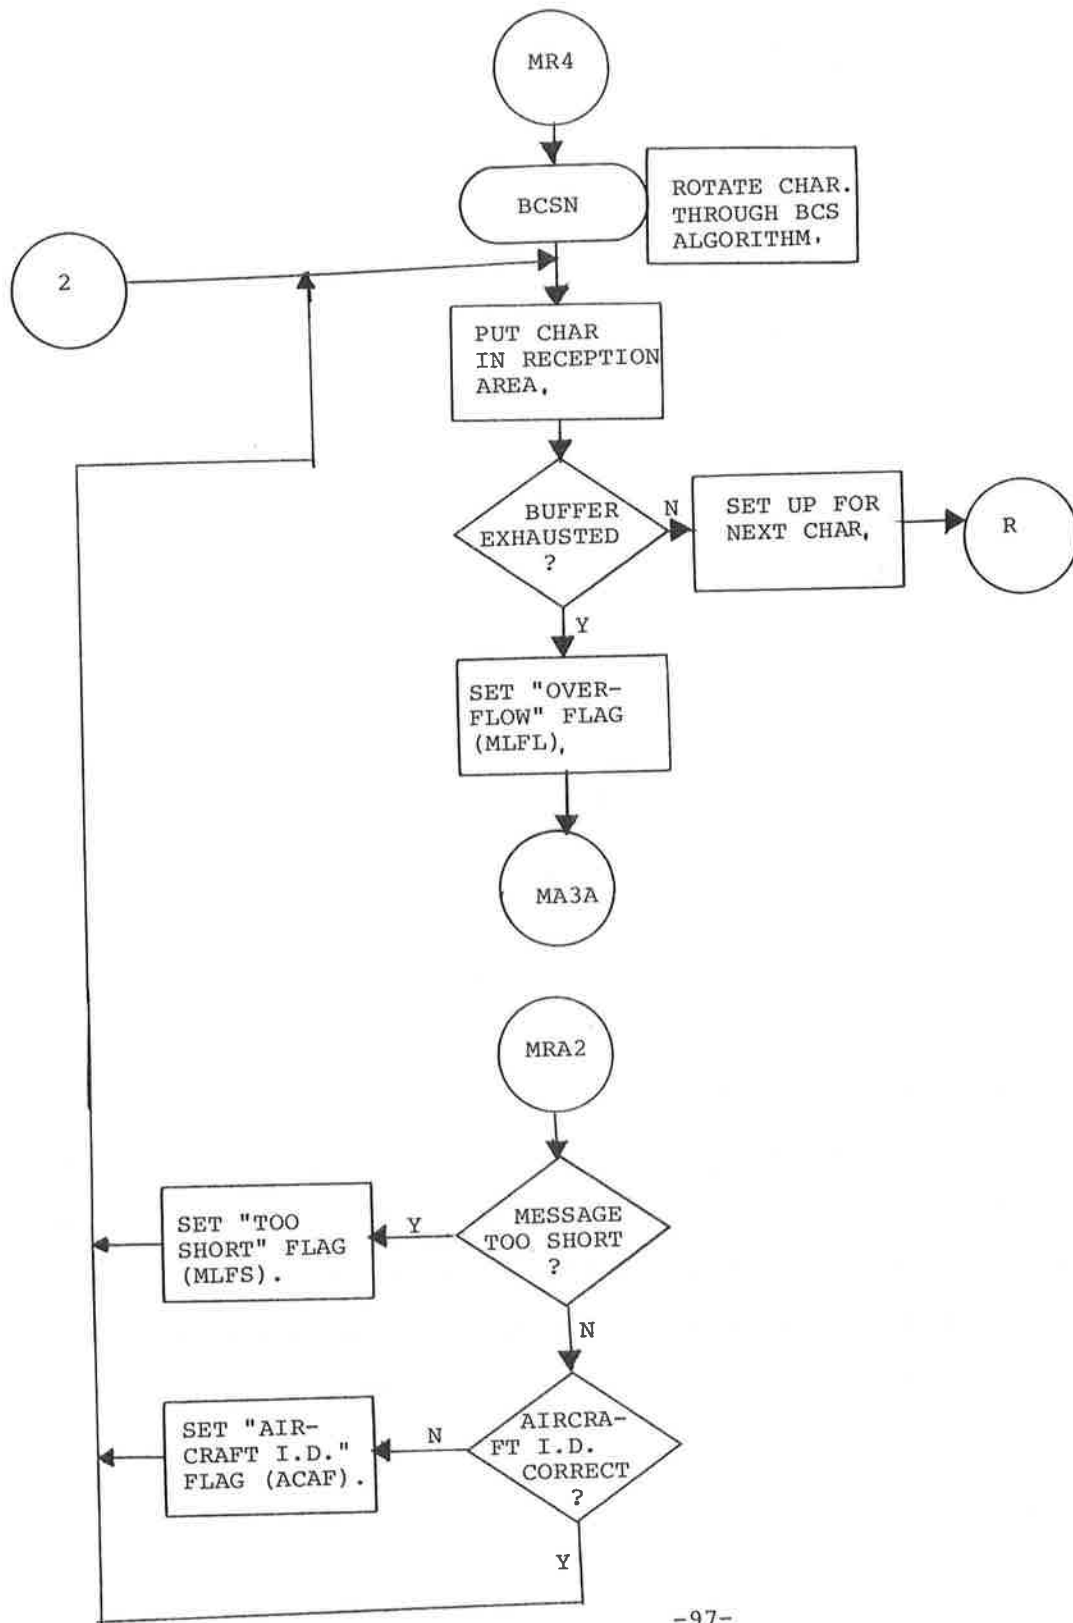 MR4
BCSN
ROTATE CHAR.
THROUGH BCS
ALGORITHM.
2
PUT CHAR
IN RECEPTION
AREA.
BUFFER
EXHAUSTED
?
N
SET UP FOR
NEXT CHAR.
R
Y
SET "OVER-
FLOW" FLAG
(MLFL).
MA3A
MRA2
MESSAGE
TOO SHORT
?
Y
SET "TOO
SHORT" FLAG
(MLFS).
N
AIRCRA-
FT I.D.
CORRECT
?
N
SET "AIR-
CRAFT I.D."
FLAG (ACAF).
Y
-97-